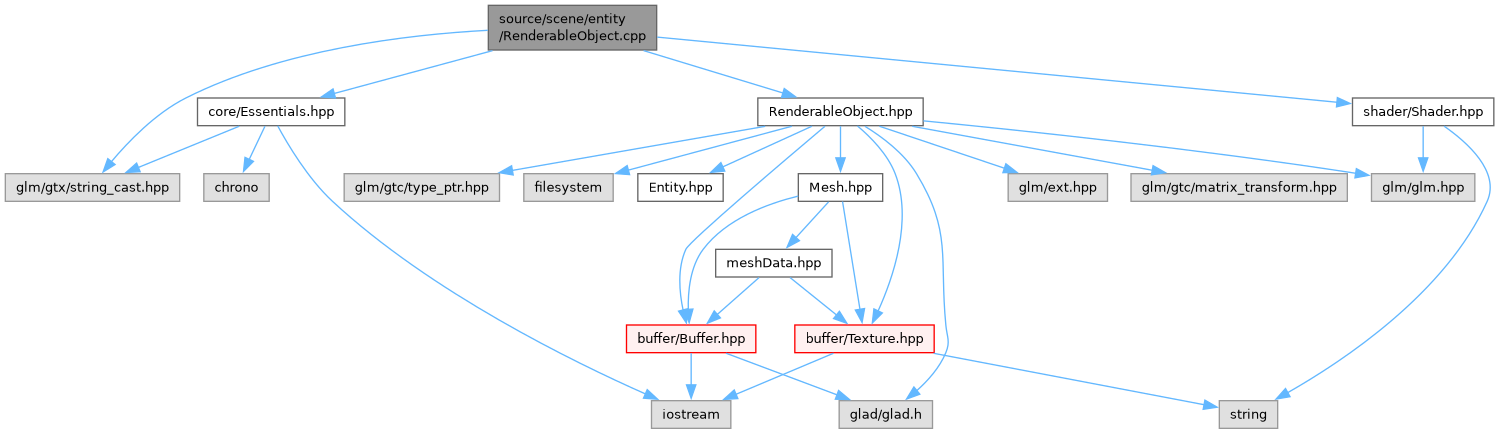 source/scene/entity
/RenderableObject.cpp
core/Essentials.hpp
RenderableObject.hpp
shader/Shader.hpp
glm/gtx/string_cast.hpp
chrono
glm/gtc/type_ptr.hpp
filesystem
Entity.hpp
Mesh.hpp
glm/ext.hpp
glm/gtc/matrix_transform.hpp
glm/glm.hpp
meshData.hpp
buffer/Buffer.hpp
buffer/Texture.hpp
iostream
glad/glad.h
string